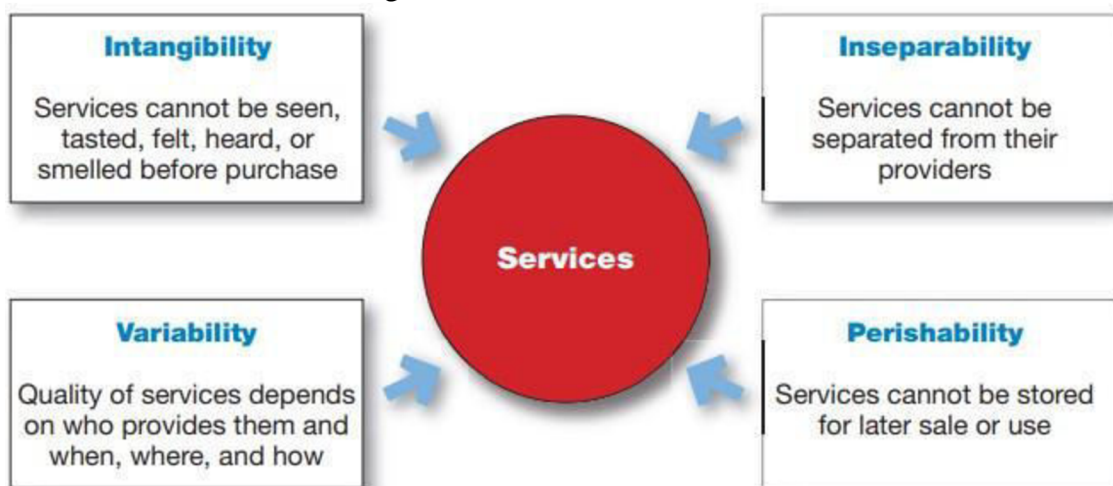 Intangibility
Services cannot be seen,
tasted, felt, heard, or
smelled before purchase
Inseparability
Services cannot be
separated from their
providers
Services
Variability
Quality of services depends
on who provides them and
when, where, and how
Perishability
Services cannot be stored
for later sale or use